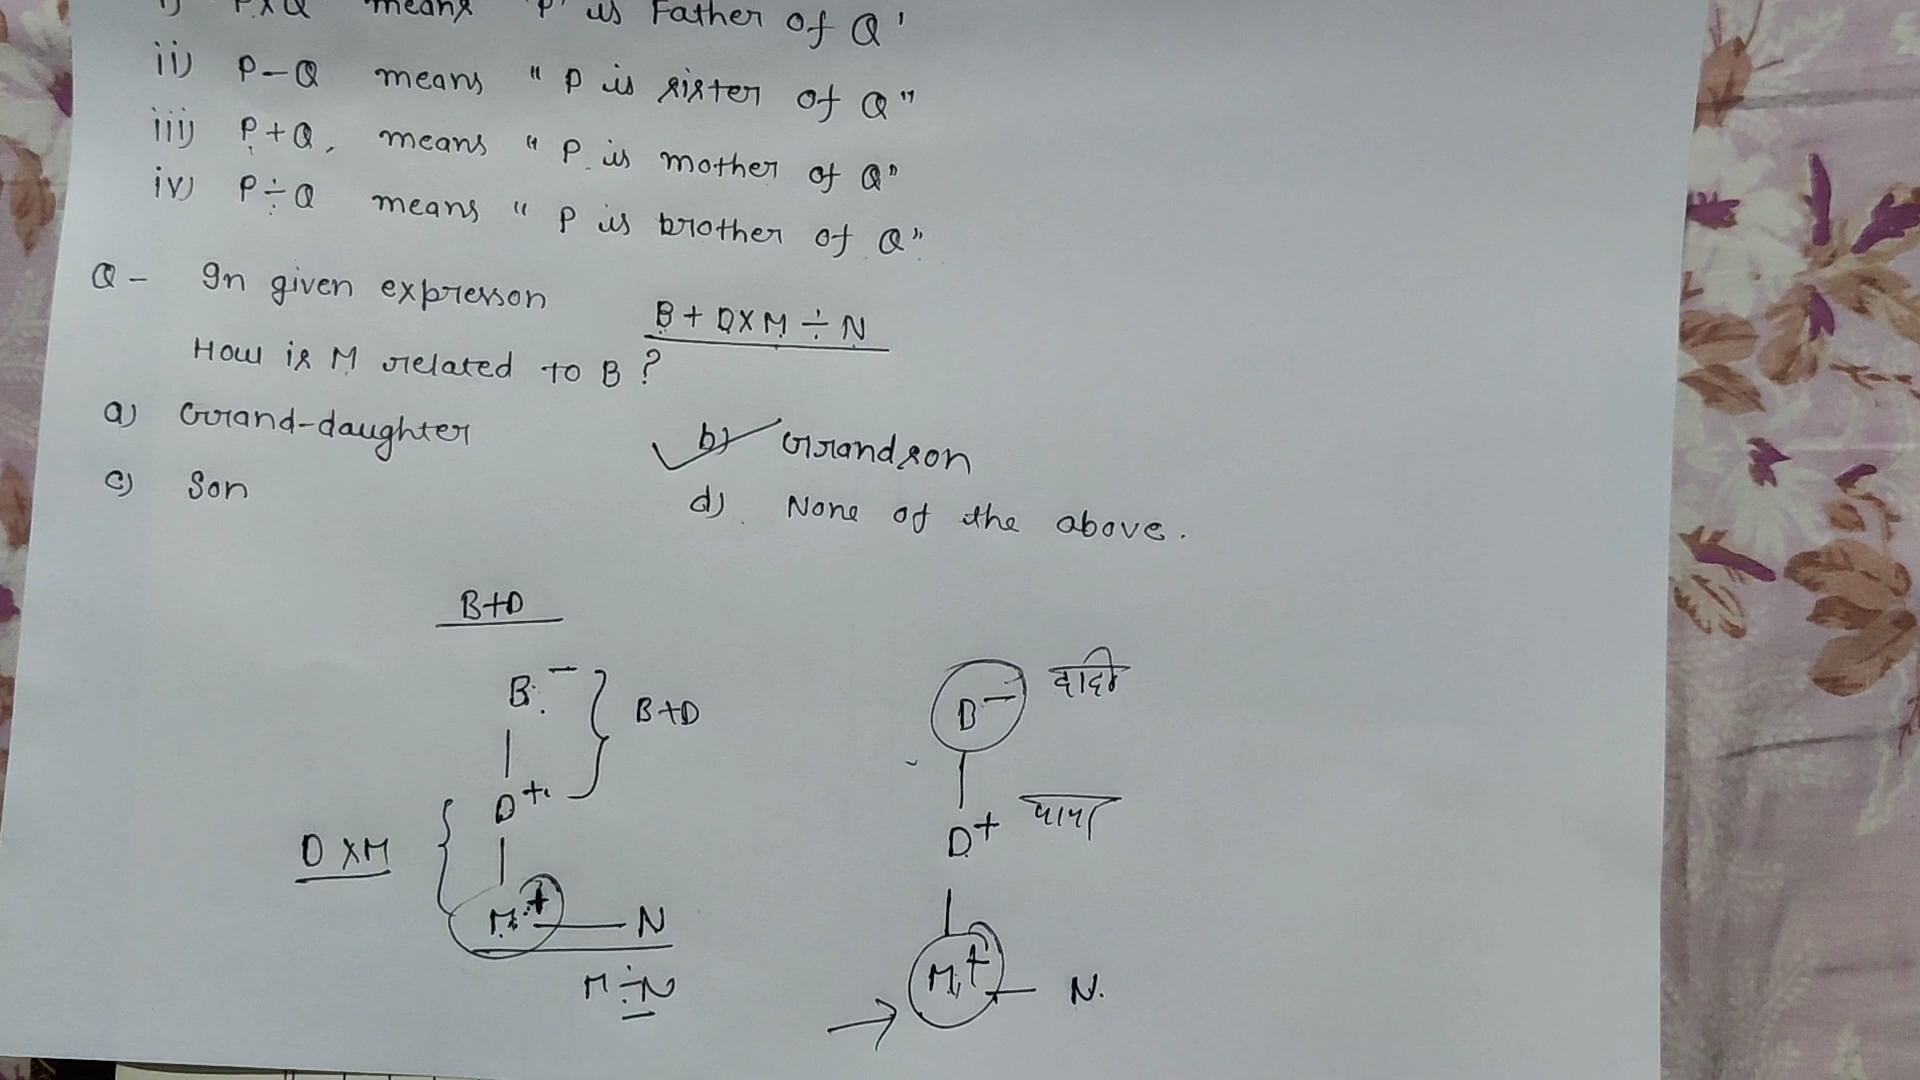 i) P×Q means "P' is Father of Q'
ii) P-Q means "P is sister of Q"
iii) P+Q, means "P is mother of Q"
iv) P÷Q means "P is brother of Q"
Q- In given expresson B+D×M÷N
How is M related to B?
a) Grand-daughter b) Grandson
c) Son d) None of the above.
B+D
B - } B+D
D +
D×M {
M + — N
M÷N
B - दादी
D + पापा
M + — N.